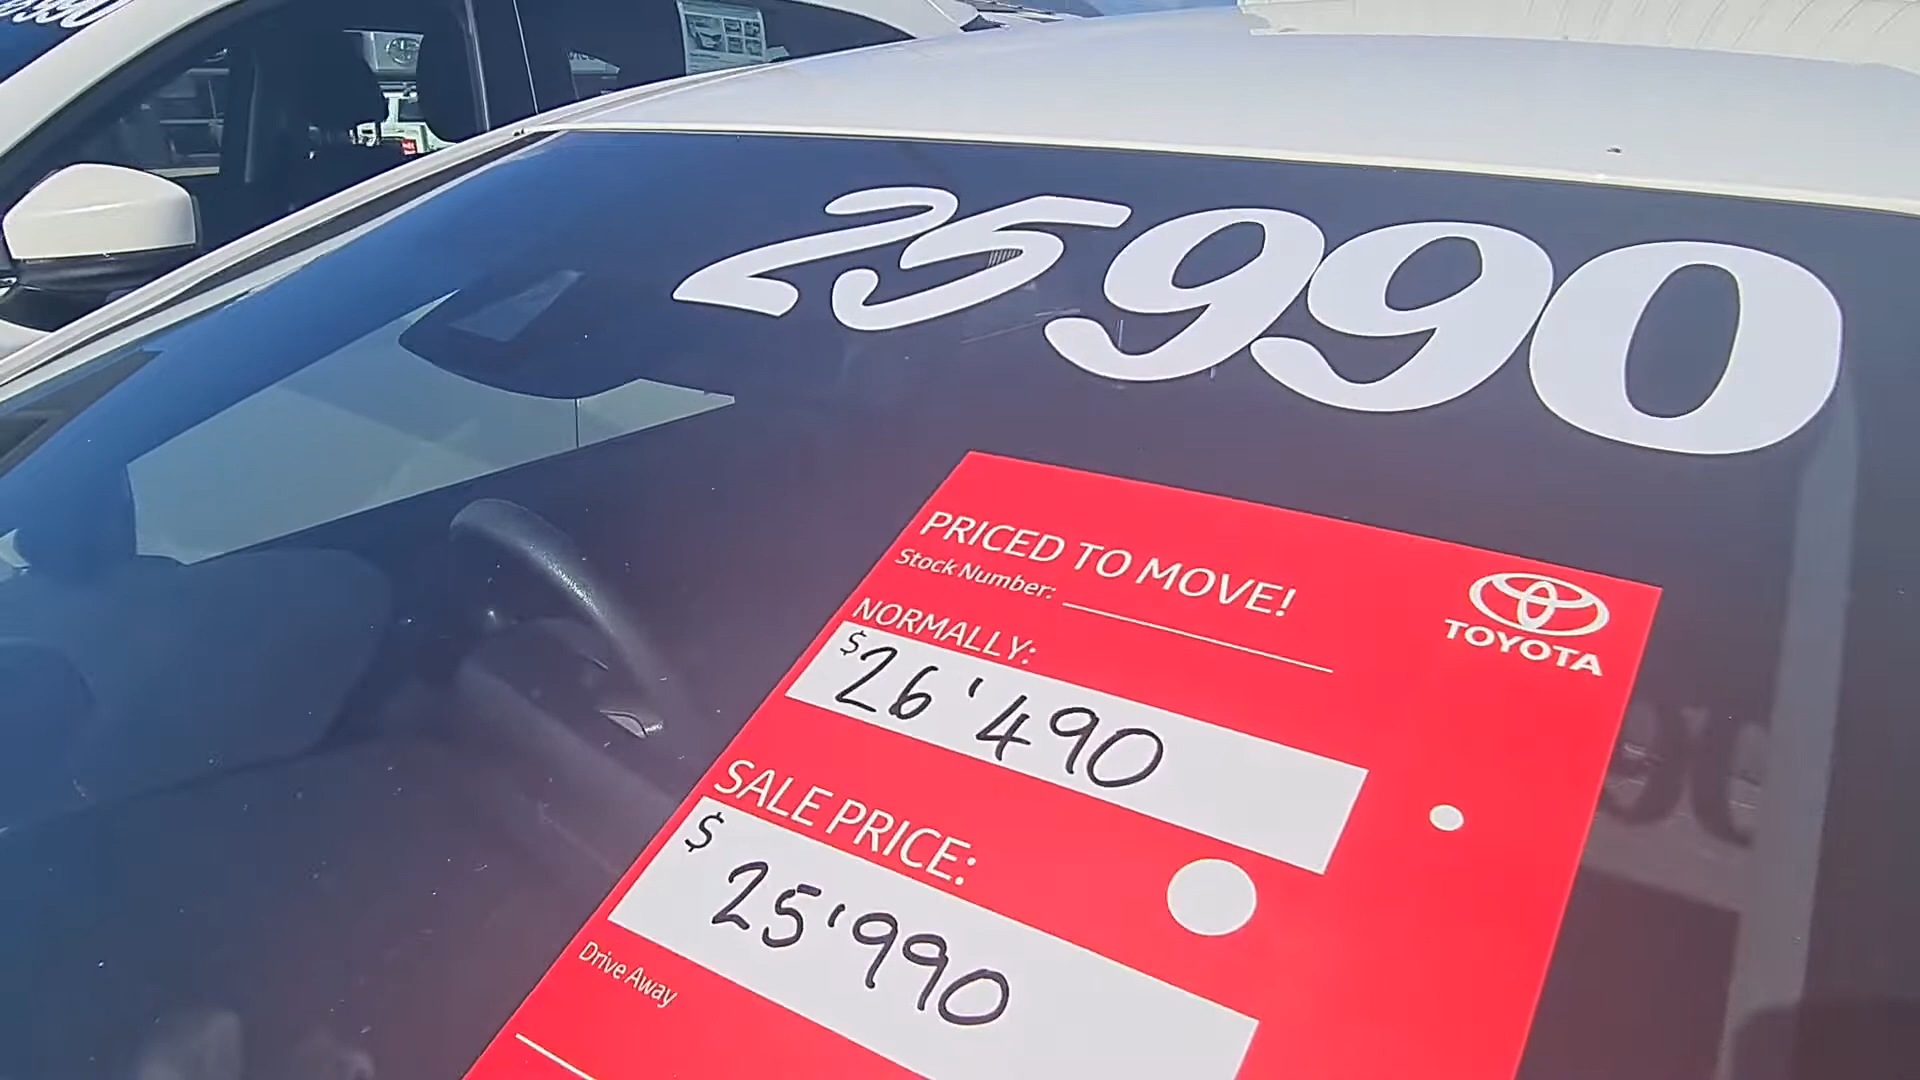 25990
PRICED TO MOVE!
Stock Number:
TOYOTA
NORMALLY:
$26'490
SALE PRICE:
$25'990
Drive Away